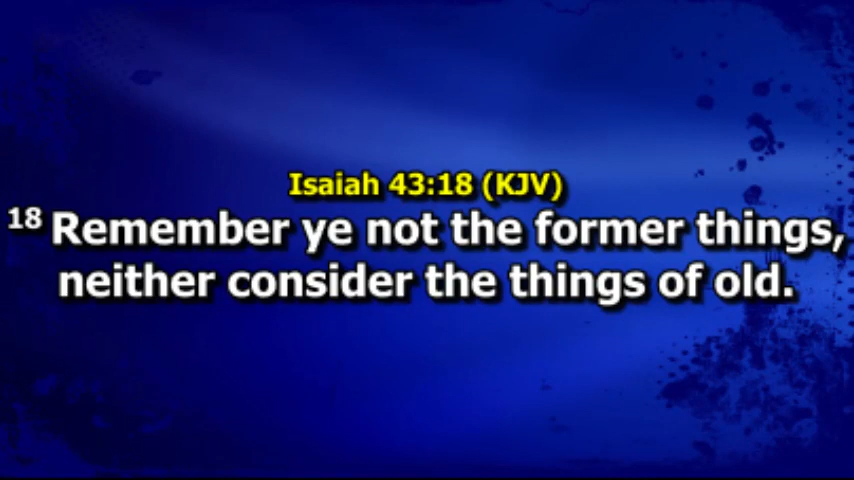 Isaiah 43:18 (KJV)
18 Remember ye not the former things,
neither consider the things of old.